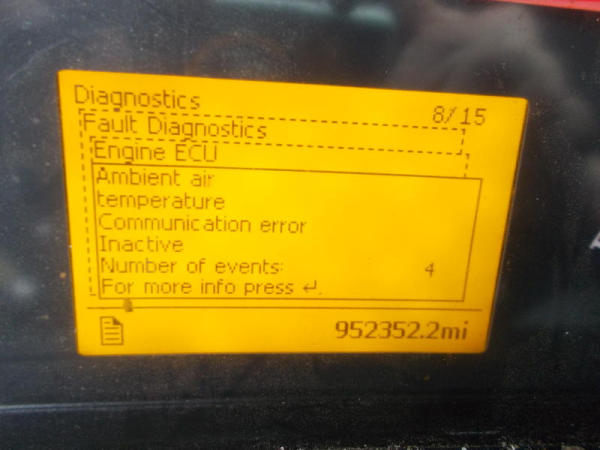 Diagnostics
8/15
Fault Diagnostics
Engine ECU
Ambient air
temperature
Communication error
Inactive
Number of events: 4
For more info press ↵.
952352.2mi